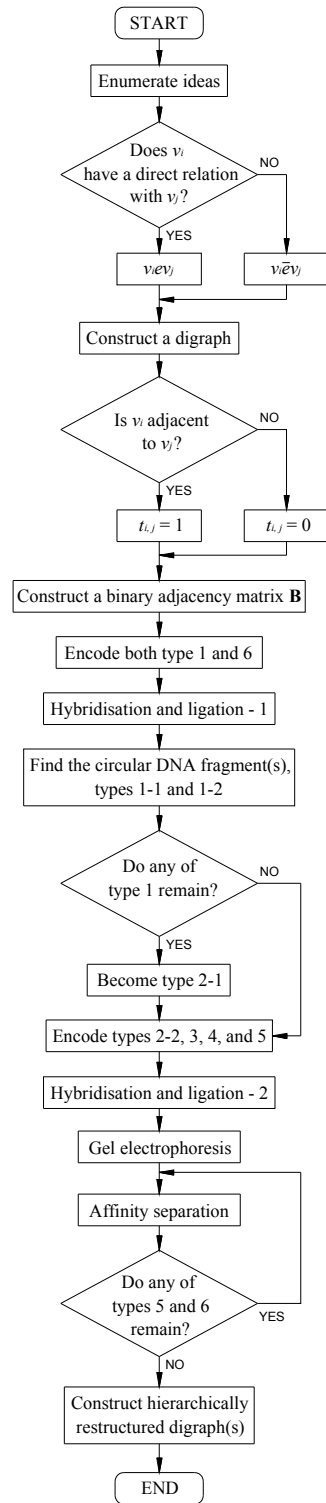 START
Enumerate ideas
Does vᵢ
have a direct relation
with vⱼ?
NO
YES
vᵢevⱼ
vᵢēvⱼ
Construct a digraph
Is vᵢ adjacent
to vⱼ?
NO
YES
tᵢ,ⱼ = 1
tᵢ,ⱼ = 0
Construct a binary adjacency matrix B
Encode both type 1 and 6
Hybridisation and ligation - 1
Find the circular DNA fragment(s),
types 1-1 and 1-2
Do any of
type 1 remain?
NO
YES
Become type 2-1
Encode types 2-2, 3, 4, and 5
Hybridisation and ligation - 2
Gel electrophoresis
Affinity separation
Do any of
types 5 and 6
remain?
YES
NO
Construct hierarchically
restructured digraph(s)
END